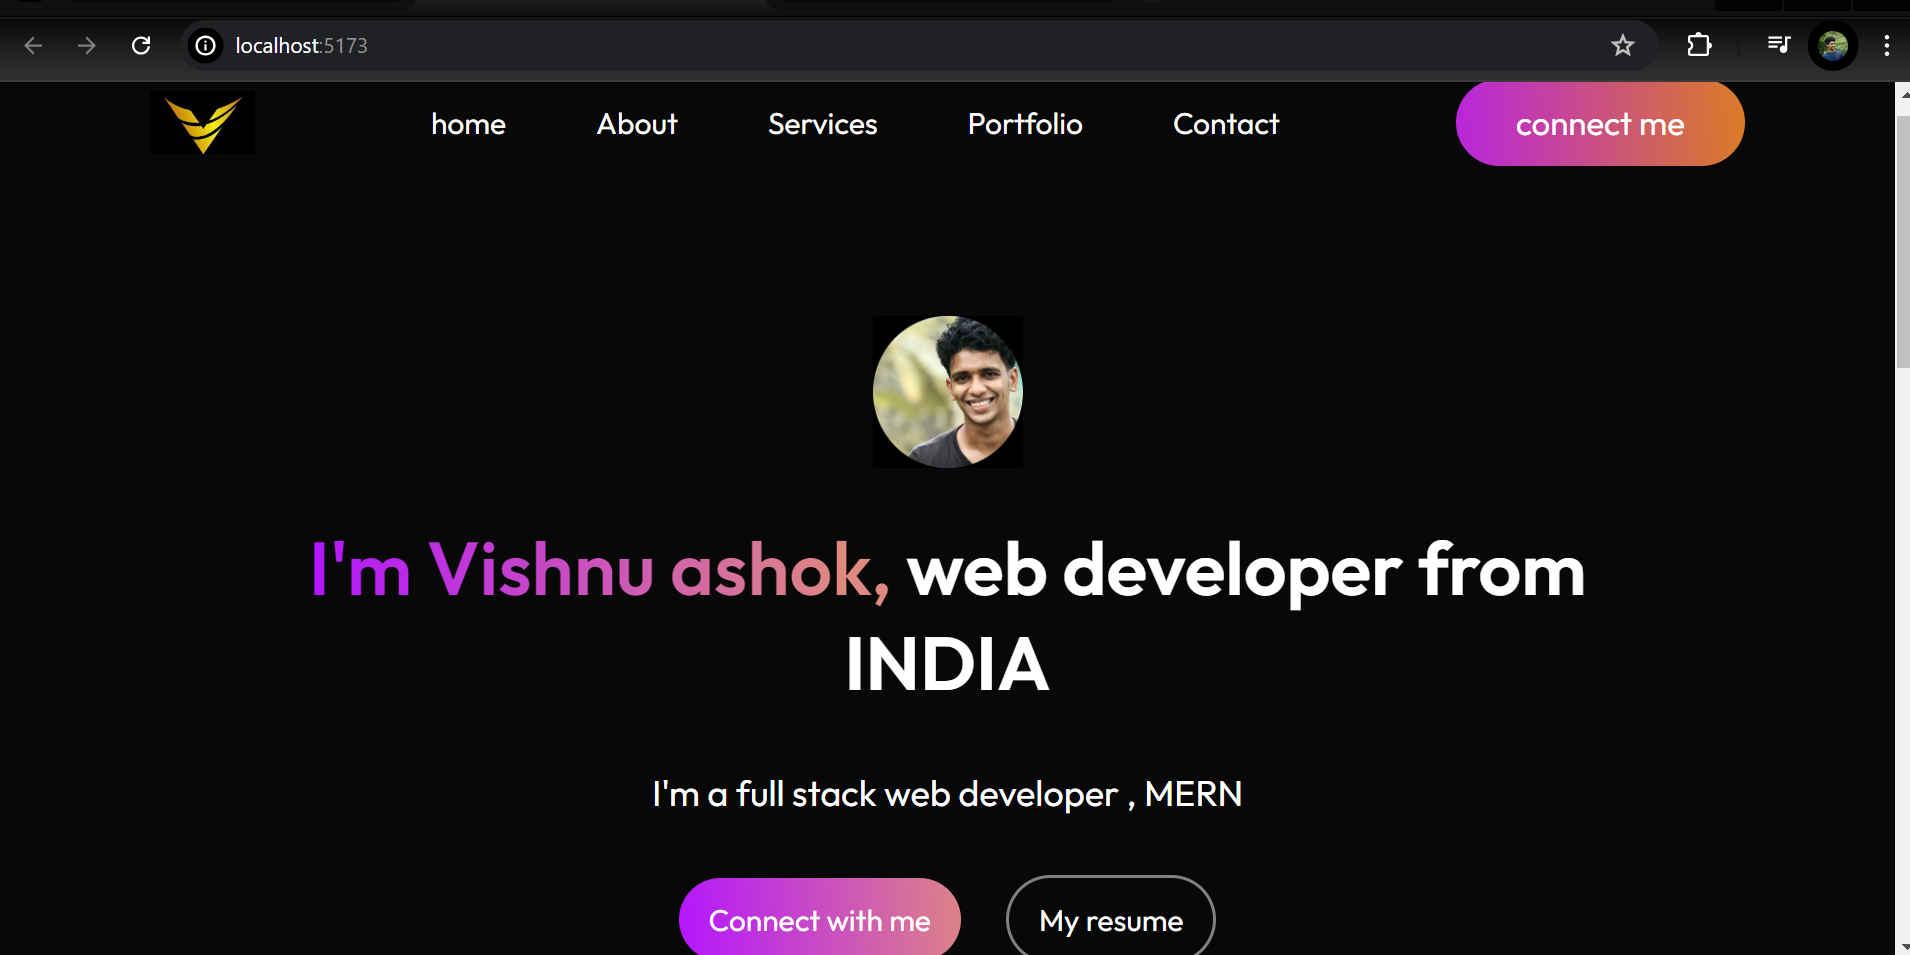 localhost:5173
home About Services Portfolio Contact connect me
I'm Vishnu ashok, web developer from
INDIA
I'm a full stack web developer , MERN
Connect with me My resume